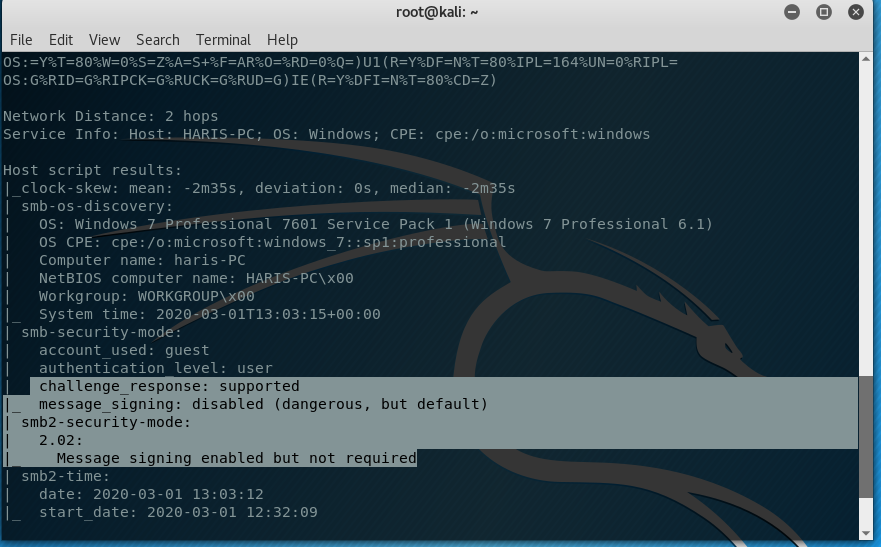 root@kali: ~
File Edit View Search Terminal Help
OS:=Y%T=80%W=0%S=Z%A=S+%F=AR%O=%RD=0%Q=)U1(R=Y%DF=N%T=80%IPL=164%UN=0%RIPL=
OS:G%RID=G%RIPCK=G%RUCK=G%RUD=G)IE(R=Y%DFI=N%T=80%CD=Z)
Network Distance: 2 hops
Service Info: Host: HARIS-PC; OS: Windows; CPE: cpe:/o:microsoft:windows
Host script results:
|_clock-skew: mean: -2m35s, deviation: 0s, median: -2m35s
| smb-os-discovery:
|   OS: Windows 7 Professional 7601 Service Pack 1 (Windows 7 Professional 6.1)
|   OS CPE: cpe:/o:microsoft:windows_7::sp1:professional
|   Computer name: haris-PC
|   NetBIOS computer name: HARIS-PC\x00
|   Workgroup: WORKGROUP\x00
|_  System time: 2020-03-01T13:03:15+00:00
| smb-security-mode:
|   account_used: guest
|   authentication_level: user
|   challenge_response: supported
|_  message_signing: disabled (dangerous, but default)
| smb2-security-mode:
|   2.02:
|_    Message signing enabled but not required
| smb2-time:
|   date: 2020-03-01 13:03:12
|_  start_date: 2020-03-01 12:32:09